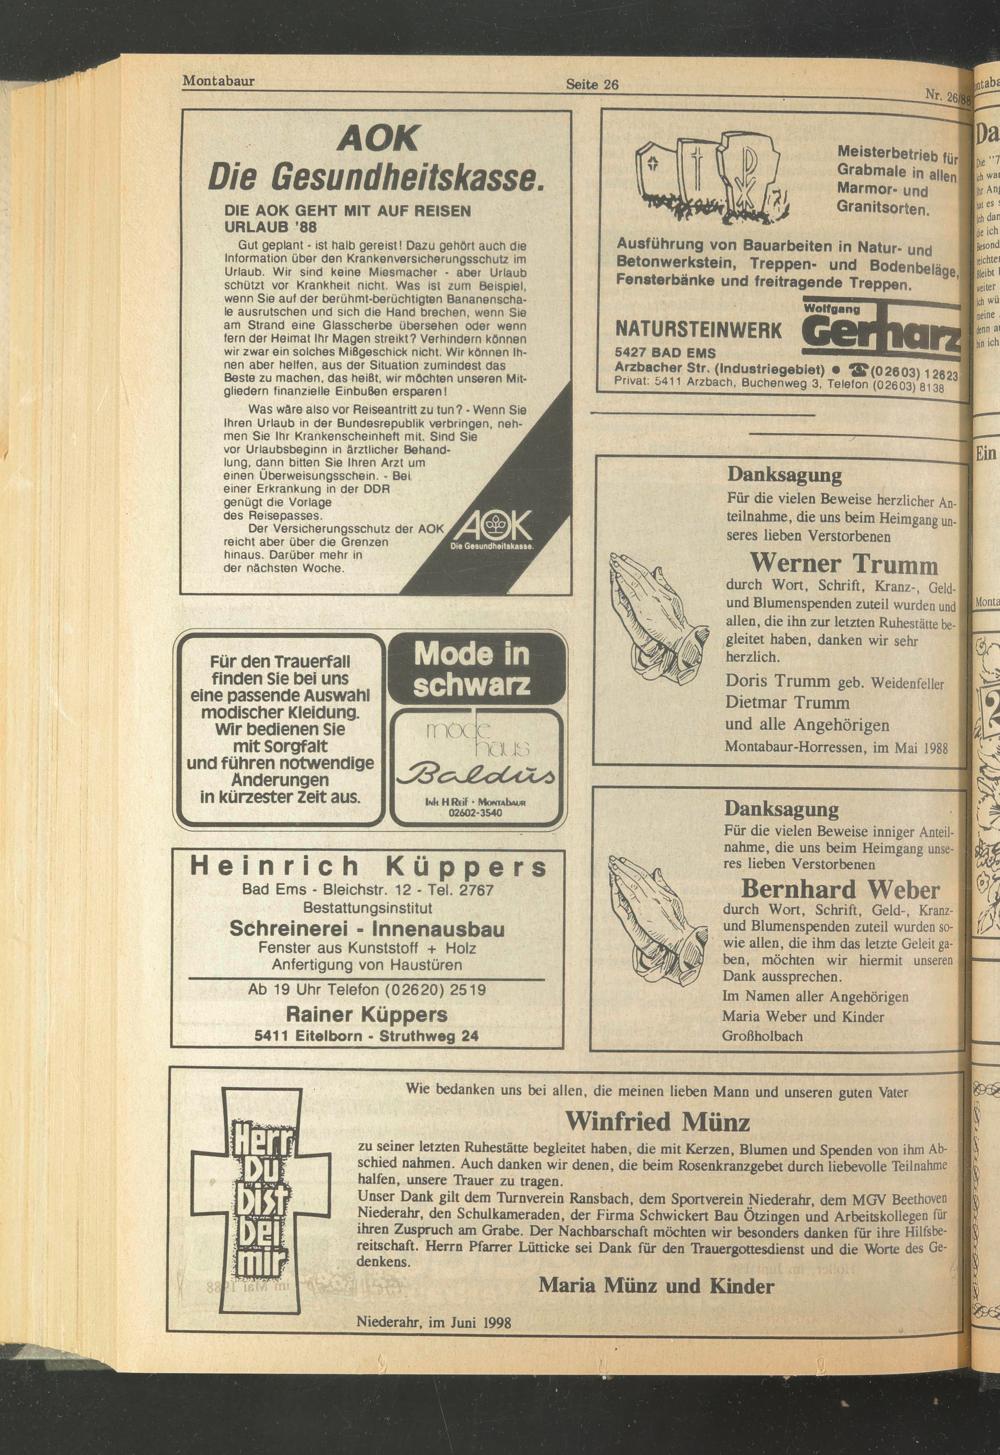 Montabaur
Seite 26
Nr. 26/88
AOK
Die Gesundheitskasse.
DIE AOK GEHT MIT AUF REISEN
URLAUB '88
Gut geplant - ist halb gereist! Dazu gehört auch die
Information über den Krankenversicherungsschutz im
Urlaub. Wir sind keine Miesmacher - aber Urlaub
schützt vor Krankheit nicht. Was ist zum Beispiel,
wenn Sie auf der berühmt-berüchtigten Bananenscha-
le ausrutschen und sich die Hand brechen, wenn Sie
am Strand eine Glasscherbe übersehen oder wenn
fern der Heimat Ihr Magen streikt? Verhindern können
wir zwar ein solches Mißgeschick nicht. Wir können Ih-
nen aber helfen, aus der Situation zumindest das
Beste zu machen, das heißt, wir möchten unseren Mit-
gliedern finanzielle Einbußen ersparen!
Was wäre also vor Reiseantritt zu tun? - Wenn Sie
Ihren Urlaub in der Bundesrepublik verbringen, neh-
men Sie Ihr Krankenscheinheft mit. Sind Sie
vor Urlaubsbeginn in ärztlicher Behand-
lung, dann bitten Sie Ihren Arzt um
einen Überweisungsschein. - Bei
einer Erkrankung in der DDR
genügt die Vorlage
des Reisepasses.
Der Versicherungsschutz der AOK
reicht aber über die Grenzen
hinaus. Darüber mehr in
der nächsten Woche.
AOK
Die Gesundheitskasse.
Für den Trauerfall
finden Sie bei uns
eine passende Auswahl
modischer Kleidung.
Wir bedienen Sie
mit Sorgfalt
und führen notwendige
Änderungen
in kürzester Zeit aus.
Mode in
schwarz
mode
haus
Baldus
Inh. H Reif · Montabaur
02602-3540
Heinrich Küppers
Bad Ems - Bleichstr. 12 - Tel. 2767
Bestattungsinstitut
Schreinerei - Innenausbau
Fenster aus Kunststoff + Holz
Anfertigung von Haustüren
Ab 19 Uhr Telefon (02620) 2519
Rainer Küppers
5411 Eitelborn - Struthweg 24
Meisterbetrieb für
Grabmale in allen
Marmor- und
Granitsorten.
Ausführung von Bauarbeiten in Natur- und
Betonwerkstein, Treppen- und Bodenbeläge,
Fensterbänke und freitragende Treppen.
NATURSTEINWERK
Wolfgang
Gerharz
5427 BAD EMS
Arzbacher Str. (Industriegebiet) ● ☎ (02603) 12623
Privat: 5411 Arzbach, Buchenweg 3, Telefon (02603) 8138
Danksagung
Für die vielen Beweise herzlicher An-
teilnahme, die uns beim Heimgang un-
seres lieben Verstorbenen
Werner Trumm
durch Wort, Schrift, Kranz-, Geld-
und Blumenspenden zuteil wurden und
allen, die ihn zur letzten Ruhestätte be-
gleitet haben, danken wir sehr
herzlich.
Doris Trumm geb. Weidenfeller
Dietmar Trumm
und alle Angehörigen
Montabaur-Horressen, im Mai 1988
Danksagung
Für die vielen Beweise inniger Anteil-
nahme, die uns beim Heimgang unse-
res lieben Verstorbenen
Bernhard Weber
durch Wort, Schrift, Geld-, Kranz-
und Blumenspenden zuteil wurden so-
wie allen, die ihm das letzte Geleit ga-
ben, möchten wir hiermit unseren
Dank aussprechen.
Im Namen aller Angehörigen
Maria Weber und Kinder
Großholbach
Herr
Du
bist
bei
mir
Wie bedanken uns bei allen, die meinen lieben Mann und unseren guten Vater
Winfried Münz
zu seiner letzten Ruhestätte begleitet haben, die mit Kerzen, Blumen und Spenden von ihm Ab-
schied nahmen. Auch danken wir denen, die beim Rosenkranzgebet durch liebevolle Teilnahme
halfen, unsere Trauer zu tragen.
Unser Dank gilt dem Turnverein Ransbach, dem Sportverein Niederahr, dem MGV Beethoven
Niederahr, den Schulkameraden, der Firma Schwickert Bau Ötzingen und Arbeitskollegen für
ihren Zuspruch am Grabe. Der Nachbarschaft möchten wir besonders danken für ihre Hilfsbe-
reitschaft. Herrn Pfarrer Lütticke sei Dank für den Trauergottesdienst und die Worte des Ge-
denkens.
Maria Münz und Kinder
Niederahr, im Juni 1998
Da
Ein